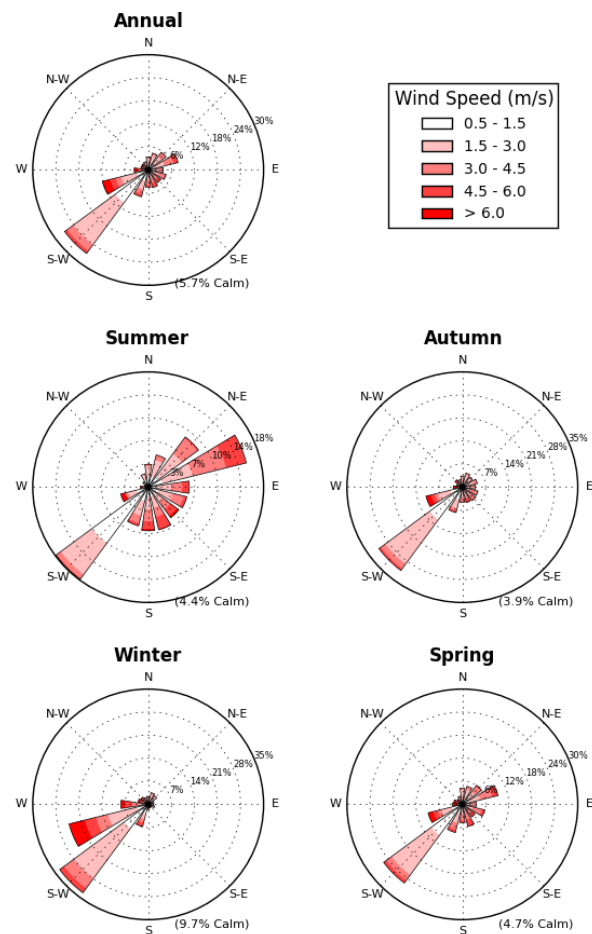 Annual
N
N-W
N-E
30%
24%
18%
12%
6%
W
E
S-W
S-E
(5.7% Calm)
S
Wind Speed (m/s)
0.5 - 1.5
1.5 - 3.0
3.0 - 4.5
4.5 - 6.0
> 6.0
Summer
N
N-W
N-E
18%
14%
10%
7%
3%
W
E
S-W
S-E
(4.4% Calm)
S
Autumn
N
N-W
N-E
35%
28%
21%
14%
7%
W
E
S-W
S-E
(3.9% Calm)
S
Winter
N
N-W
N-E
35%
28%
21%
14%
7%
W
E
S-W
S-E
(9.7% Calm)
S
Spring
N
N-W
N-E
30%
24%
18%
12%
6%
W
E
S-W
S-E
(4.7% Calm)
S